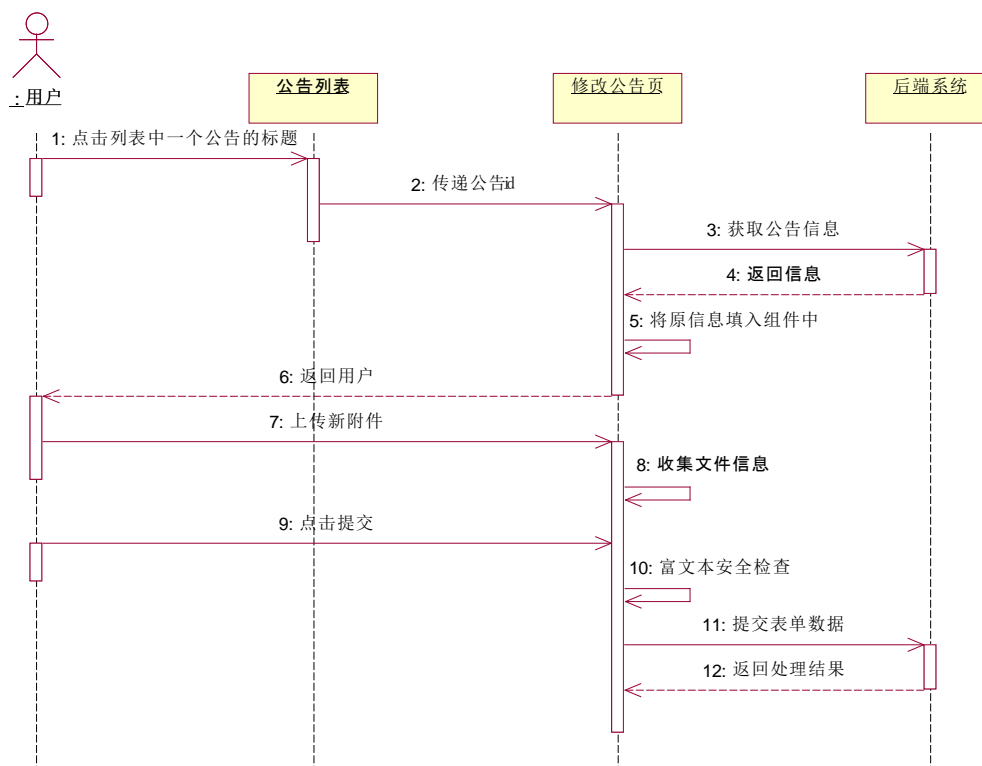 : 用户
公告列表
修改公告页
后端系统
1: 点击列表中一个公告的标题
2: 传递公告id
3: 获取公告信息
4: 返回信息
5: 将原信息填入组件中
6: 返回用户
7: 上传新附件
8: 收集文件信息
9: 点击提交
10: 富文本安全检查
11: 提交表单数据
12: 返回处理结果